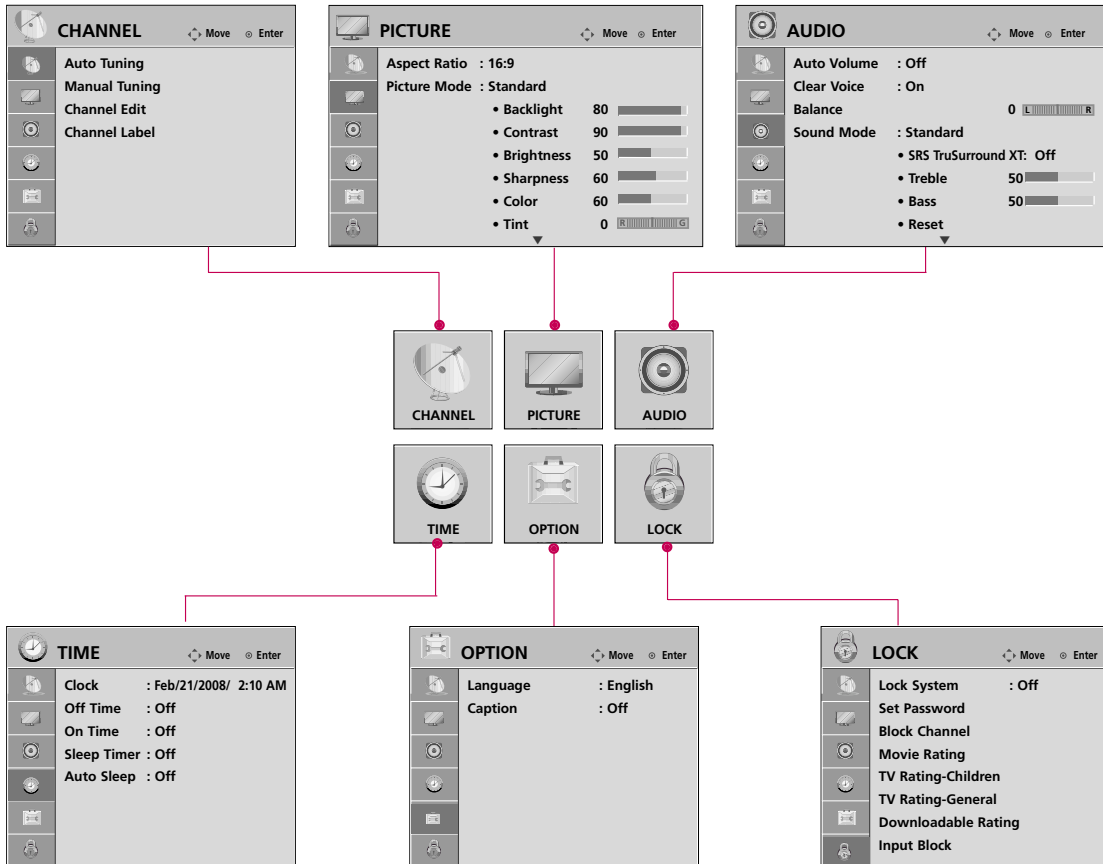 CHANNEL Move Enter
Auto Tuning
Manual Tuning
Channel Edit
Channel Label
PICTURE Move Enter
Aspect Ratio : 16:9
Picture Mode : Standard
• Backlight 80
• Contrast 90
• Brightness 50
• Sharpness 60
• Color 60
• Tint 0 R G
AUDIO Move Enter
Auto Volume : Off
Clear Voice : On
Balance 0 L R
Sound Mode : Standard
• SRS TruSurround XT: Off
• Treble 50
• Bass 50
• Reset
CHANNEL
PICTURE
AUDIO
TIME
OPTION
LOCK
TIME Move Enter
Clock : Feb/21/2008/ 2:10 AM
Off Time : Off
On Time : Off
Sleep Timer : Off
Auto Sleep : Off
OPTION Move Enter
Language : English
Caption : Off
LOCK Move Enter
Lock System : Off
Set Password
Block Channel
Movie Rating
TV Rating-Children
TV Rating-General
Downloadable Rating
Input Block